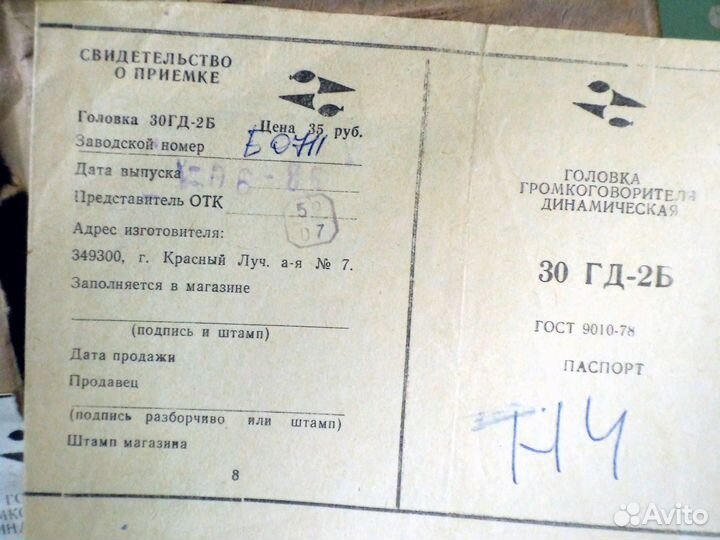 СВИДЕТЕЛЬСТВО
О ПРИЕМКЕ
Головка 30ГД-2Б Цена 35 руб.
Заводской номер
Дата выпуска
Представитель ОТК
Адрес изготовителя:
349300, г. Красный Луч. а-я № 7.
Заполняется в магазине
(подпись и штамп)
Дата продажи
Продавец
(подпись разборчиво или штамп)
Штамп магазина
8
ГОЛОВКА
ГРОМКОГОВОРИТЕЛЯ
ДИНАМИЧЕСКАЯ
30 ГД-2Б
ГОСТ 9010-78
ПАСПОРТ
НЧ
Avito